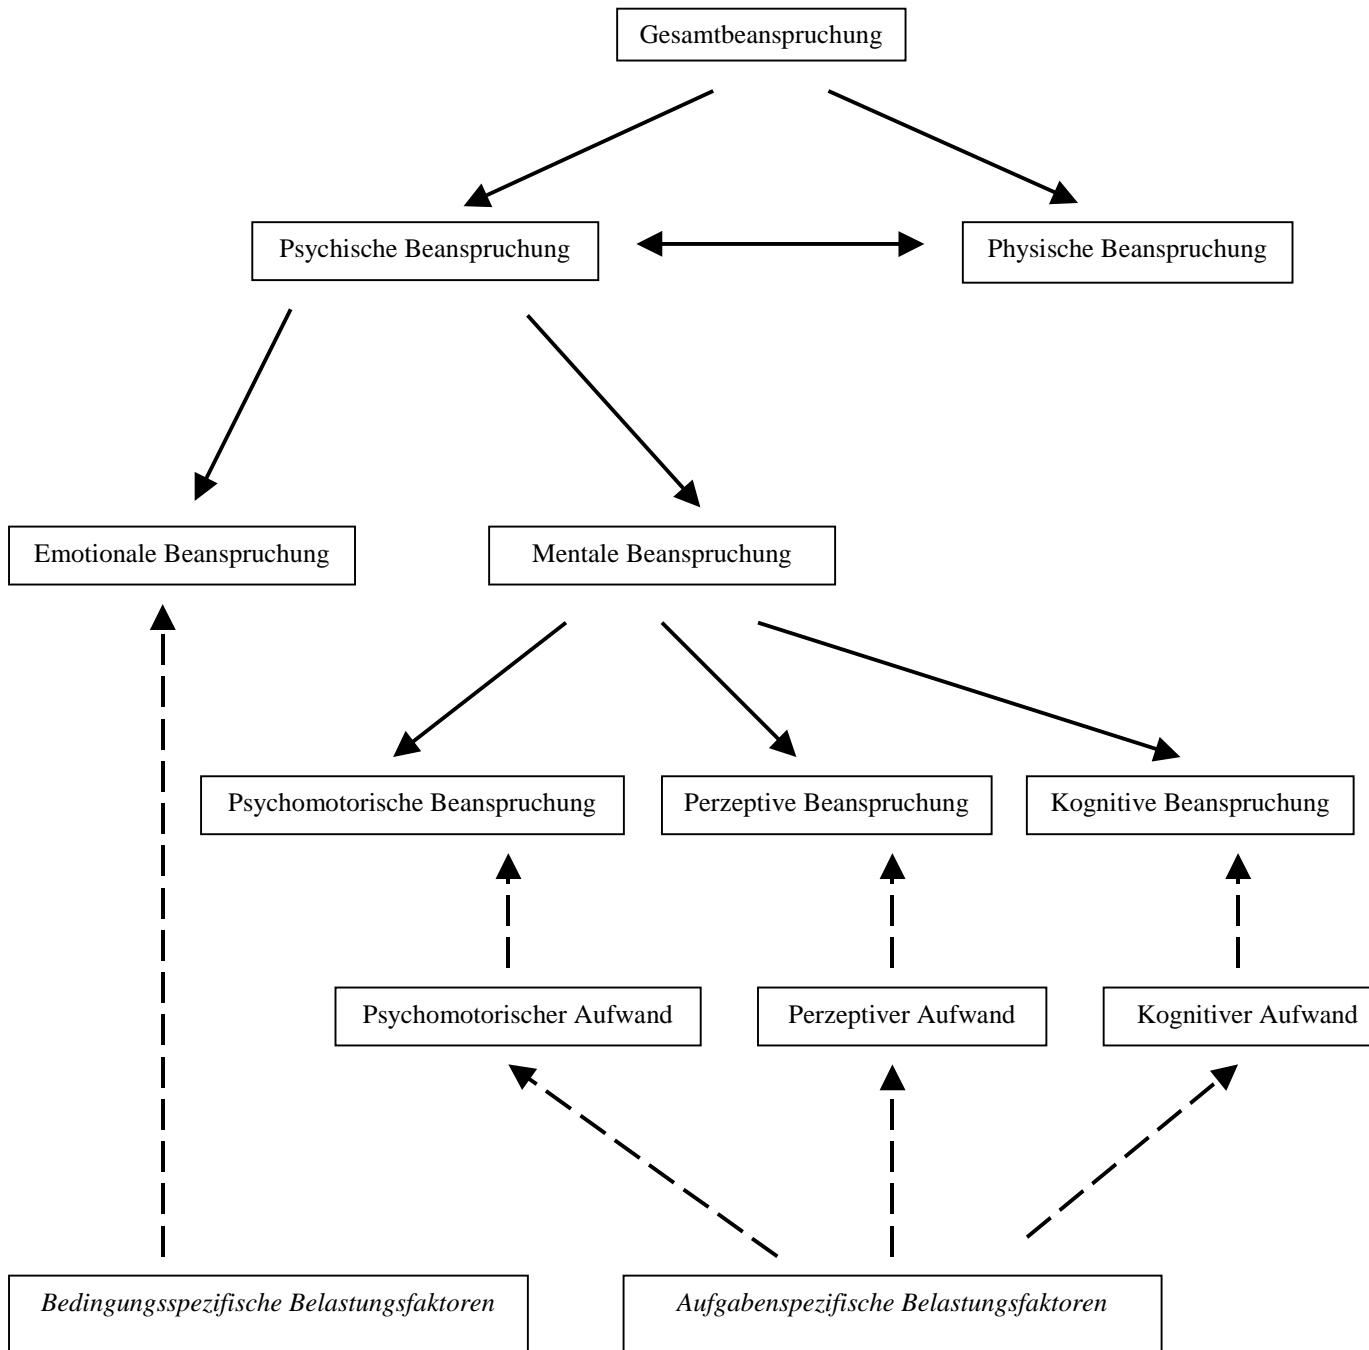 Gesamtbeanspruchung
Psychische Beanspruchung
Physische Beanspruchung
Emotionale Beanspruchung
Mentale Beanspruchung
Psychomotorische Beanspruchung
Perzeptive Beanspruchung
Kognitive Beanspruchung
Psychomotorischer Aufwand
Perzeptiver Aufwand
Kognitiver Aufwand
Bedingungsspezifische Belastungsfaktoren
Aufgabenspezifische Belastungsfaktoren